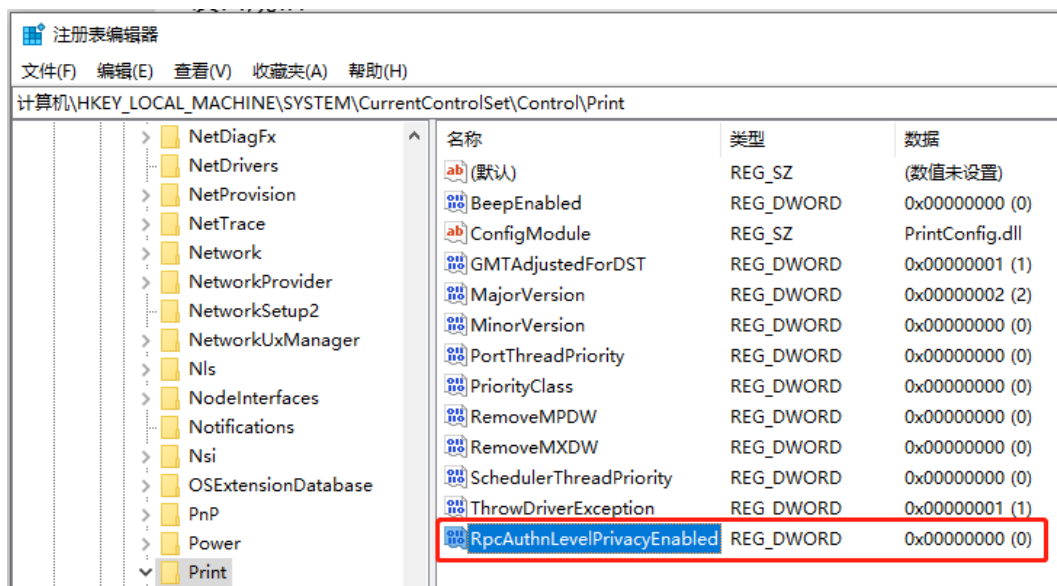 注册表编辑器
文件(F) 编辑(E) 查看(V) 收藏夹(A) 帮助(H)
计算机\HKEY_LOCAL_MACHINE\SYSTEM\CurrentControlSet\Control\Print
NetDiagFx
NetDrivers
NetProvision
NetTrace
Network
NetworkProvider
NetworkSetup2
NetworkUxManager
Nls
NodeInterfaces
Notifications
Nsi
OSExtensionDatabase
PnP
Power
Print
名称 类型 数据
ab (默认) REG_SZ (数值未设置)
BeepEnabled REG_DWORD 0x00000000 (0)
ab ConfigModule REG_SZ PrintConfig.dll
GMTAdjustedForDST REG_DWORD 0x00000001 (1)
MajorVersion REG_DWORD 0x00000002 (2)
MinorVersion REG_DWORD 0x00000000 (0)
PortThreadPriority REG_DWORD 0x00000000 (0)
PriorityClass REG_DWORD 0x00000000 (0)
RemoveMPDW REG_DWORD 0x00000000 (0)
RemoveMXDW REG_DWORD 0x00000000 (0)
SchedulerThreadPriority REG_DWORD 0x00000000 (0)
ThrowDriverException REG_DWORD 0x00000001 (1)
RpcAuthnLevelPrivacyEnabled REG_DWORD 0x00000000 (0)